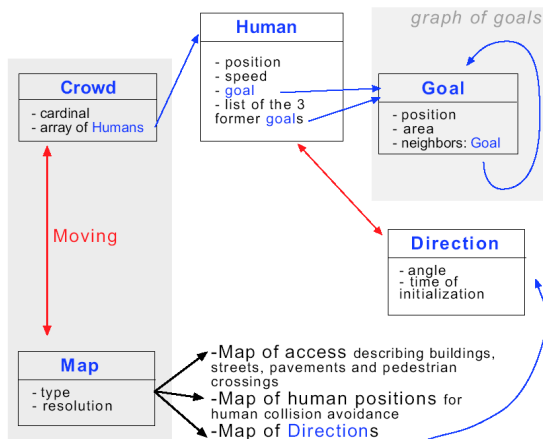 graph of goals
Human
- position
- speed
- goal
- list of the 3
former goals
Crowd
- cardinal
- array of Humans
Goal
- position
- area
- neighbors: Goal
Moving
Direction
- angle
- time of
initialization
Map
- type
- resolution
-Map of access describing buildings,
streets, pavements and pedestrian
crossings
-Map of human positions for
human collision avoidance
-Map of Directions